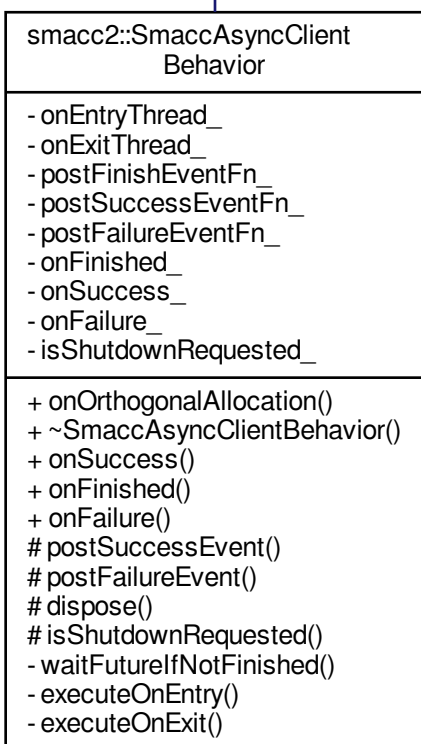 smacc2::SmaccAsyncClient
Behavior
- onEntryThread_
- onExitThread_
- postFinishEventFn_
- postSuccessEventFn_
- postFailureEventFn_
- onFinished_
- onSuccess_
- onFailure_
- isShutdownRequested_
+ onOrthogonalAllocation()
+ ~SmaccAsyncClientBehavior()
+ onSuccess()
+ onFinished()
+ onFailure()
# postSuccessEvent()
# postFailureEvent()
# dispose()
# isShutdownRequested()
- waitFutureIfNotFinished()
- executeOnEntry()
- executeOnExit()